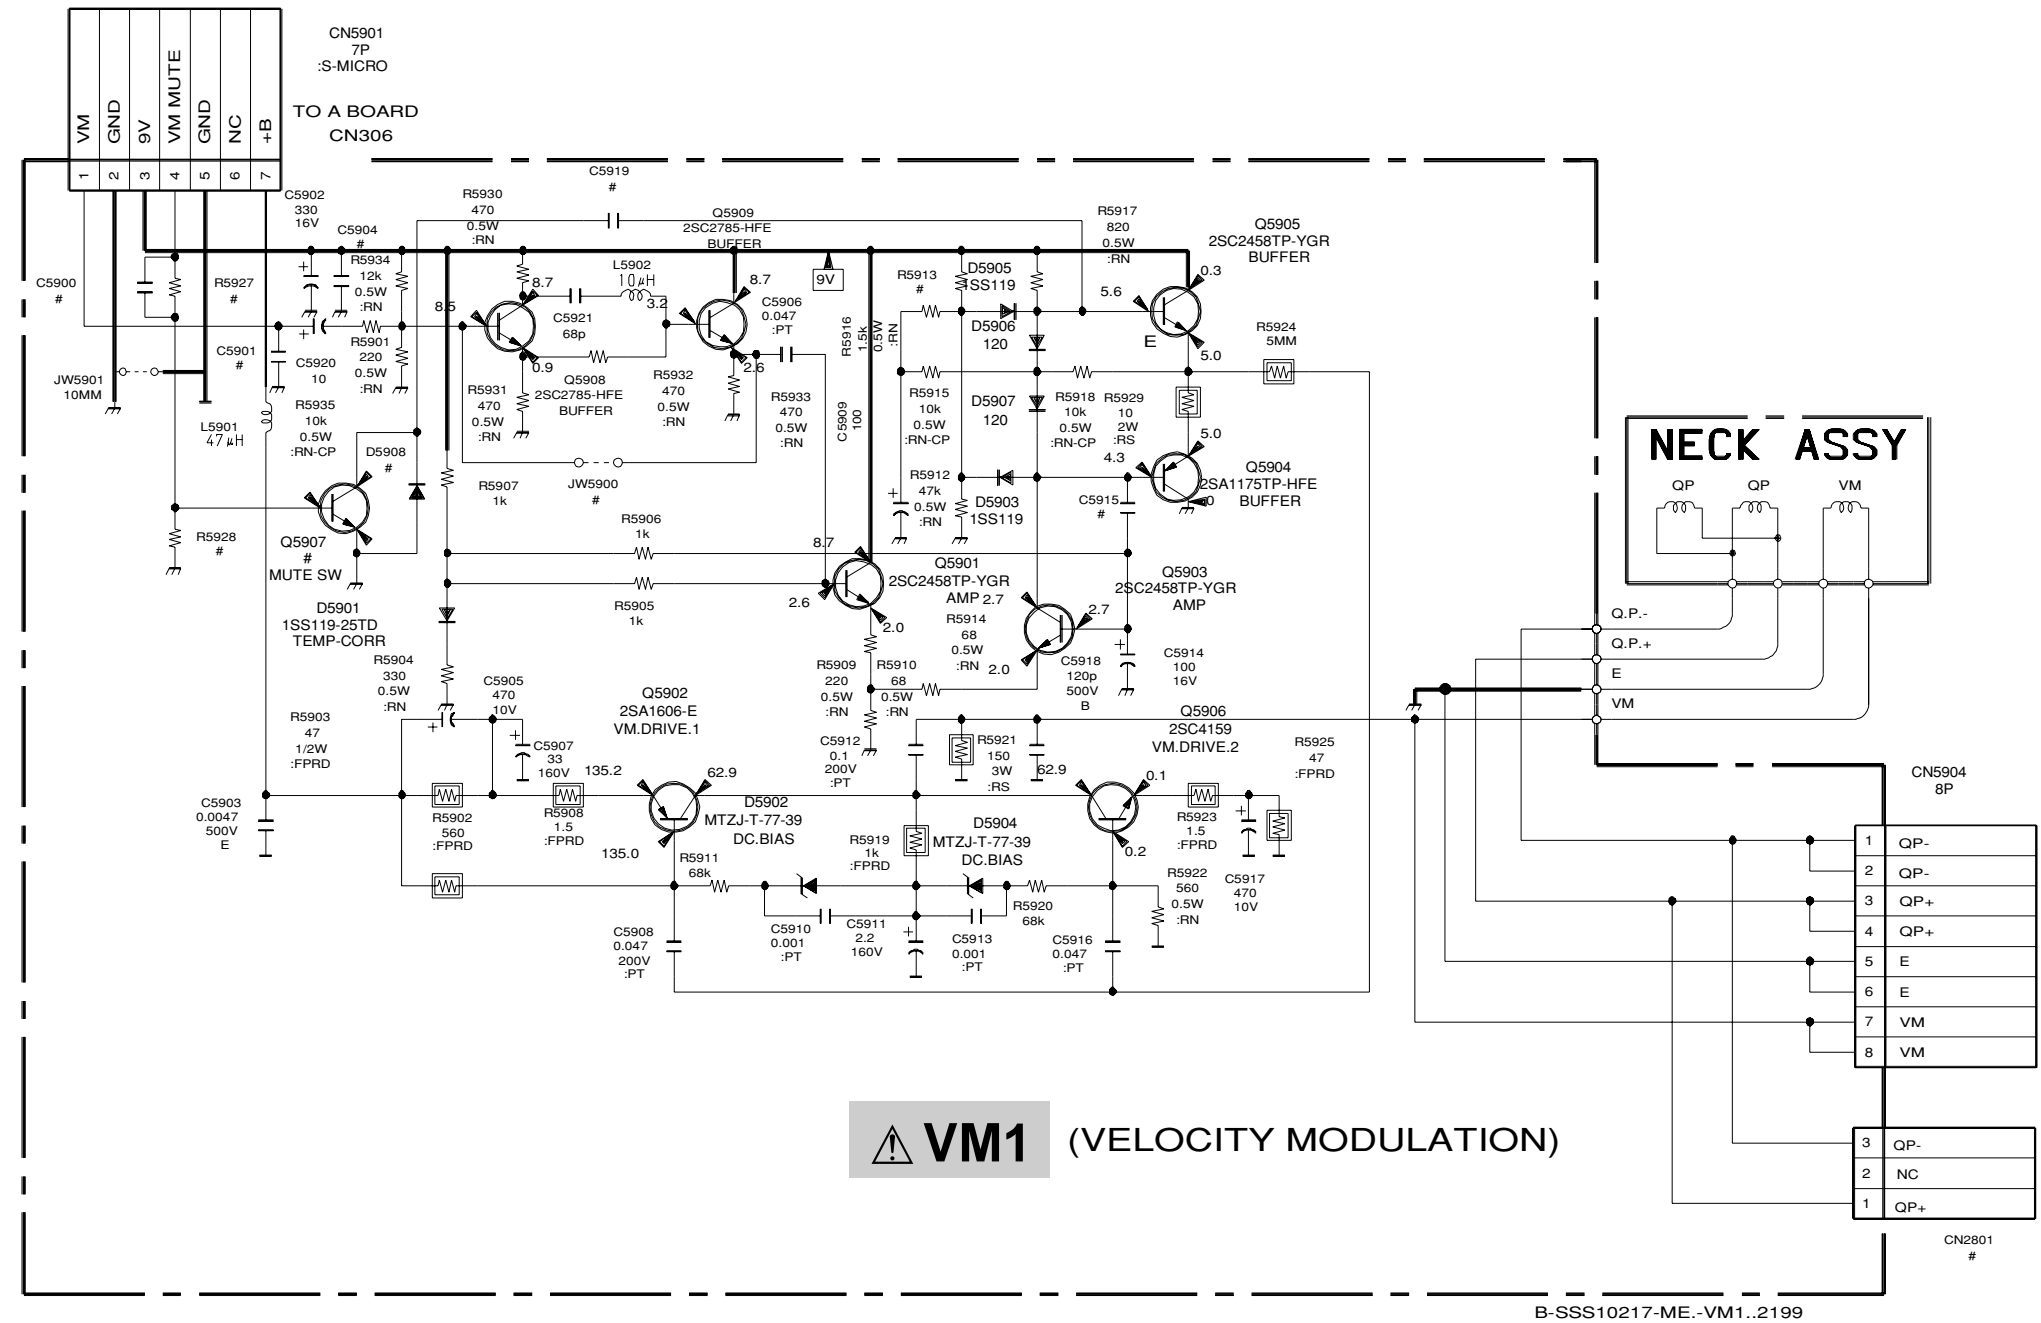 CN5901
7P
:S-MICRO
TO A BOARD
CN306
VM
GND
9V
VM MUTE
GND
NC
+B
1
2
3
4
5
6
7
C5902
330
16V
C5904
#
R5934
12k
0.5W
:RN
R5930
470
0.5W
:RN
C5919
#
Q5909
2SC2785-HFE
BUFFER
R5917
820
0.5W
:RN
Q5905
2SC2458TP-YGR
BUFFER
C5900
#
R5927
#
L5902
10μH
8.7
8.5
3.2
8.7
C5906
0.047
:PT
9V
R5913
#
D5905
1SS119
0.3
5.6
C5921
68p
R5916
1.5k
0.5W
:RN
D5906
120
E
R5924
5MM
5.0
C5901
#
C5920
10
R5901
220
0.5W
:RN
JW5901
10MM
0.9
2.6
R5931
470
0.5W
:RN
Q5908
2SC2785-HFE
BUFFER
R5932
470
0.5W
:RN
R5933
470
0.5W
:RN
C5909
100
R5915
10k
0.5W
:RN-CP
D5907
120
R5918
10k
0.5W
:RN-CP
R5929
10
2W
:RS
5.0
4.3
R5935
10k
0.5W
:RN-CP
L5901
47μH
D5908
#
R5907
1k
JW5900
#
R5912
47k
0.5W
:RN
D5903
1SS119
C5915
#
Q5904
2SA1175TP-HFE
BUFFER
0
NECK ASSY
QP
QP
VM
R5928
#
Q5907
#
MUTE SW
R5906
1k
8.7
Q5901
2SC2458TP-YGR
AMP
2.7
Q5903
2SC2458TP-YGR
AMP
D5901
1SS119-25TD
TEMP-CORR
R5905
1k
2.6
2.0
R5914
68
0.5W
:RN
2.7
2.0
Q.P.-
Q.P.+
E
VM
R5904
330
0.5W
:RN
C5905
470
10V
Q5902
2SA1606-E
VM.DRIVE.1
R5909
220
0.5W
:RN
R5910
68
0.5W
:RN
C5918
120p
500V
B
C5914
100
16V
R5903
47
1/2W
:FPRD
C5907
33
160V
135.2
62.9
C5912
0.1
200V
:PT
R5921
150
3W
:RS
62.9
Q5906
2SC4159
VM.DRIVE.2
0.1
R5925
47
:FPRD
CN5904
8P
C5903
0.0047
500V
E
R5902
560
:FPRD
R5908
1.5
:FPRD
135.0
D5902
MTZJ-T-77-39
DC.BIAS
R5911
68k
R5919
1k
:FPRD
D5904
MTZJ-T-77-39
DC.BIAS
R5923
1.5
:FPRD
0.2
R5922
560
0.5W
:RN
C5917
470
10V
C5908
0.047
200V
:PT
C5910
0.001
:PT
C5911
2.2
160V
C5913
0.001
:PT
R5920
68k
C5916
0.047
:PT
1 QP-
2 QP-
3 QP+
4 QP+
5 E
6 E
7 VM
8 VM
VM1 (VELOCITY MODULATION)
3 QP-
2 NC
1 QP+
CN2801
#
B-SSS10217-ME.-VM1..2199